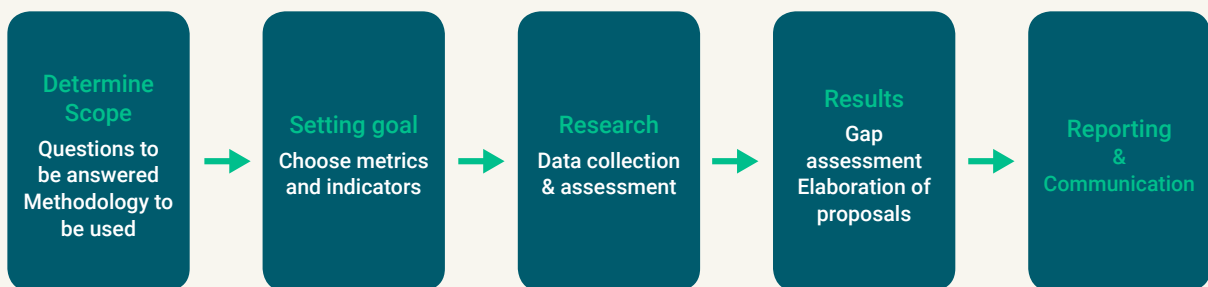 Determine
Scope
Questions to
be answered
Methodology to
be used
Setting goal
Choose metrics
and indicators
Research
Data collection
& assessment
Results
Gap
assessment
Elaboration of
proposals
Reporting
&
Communication